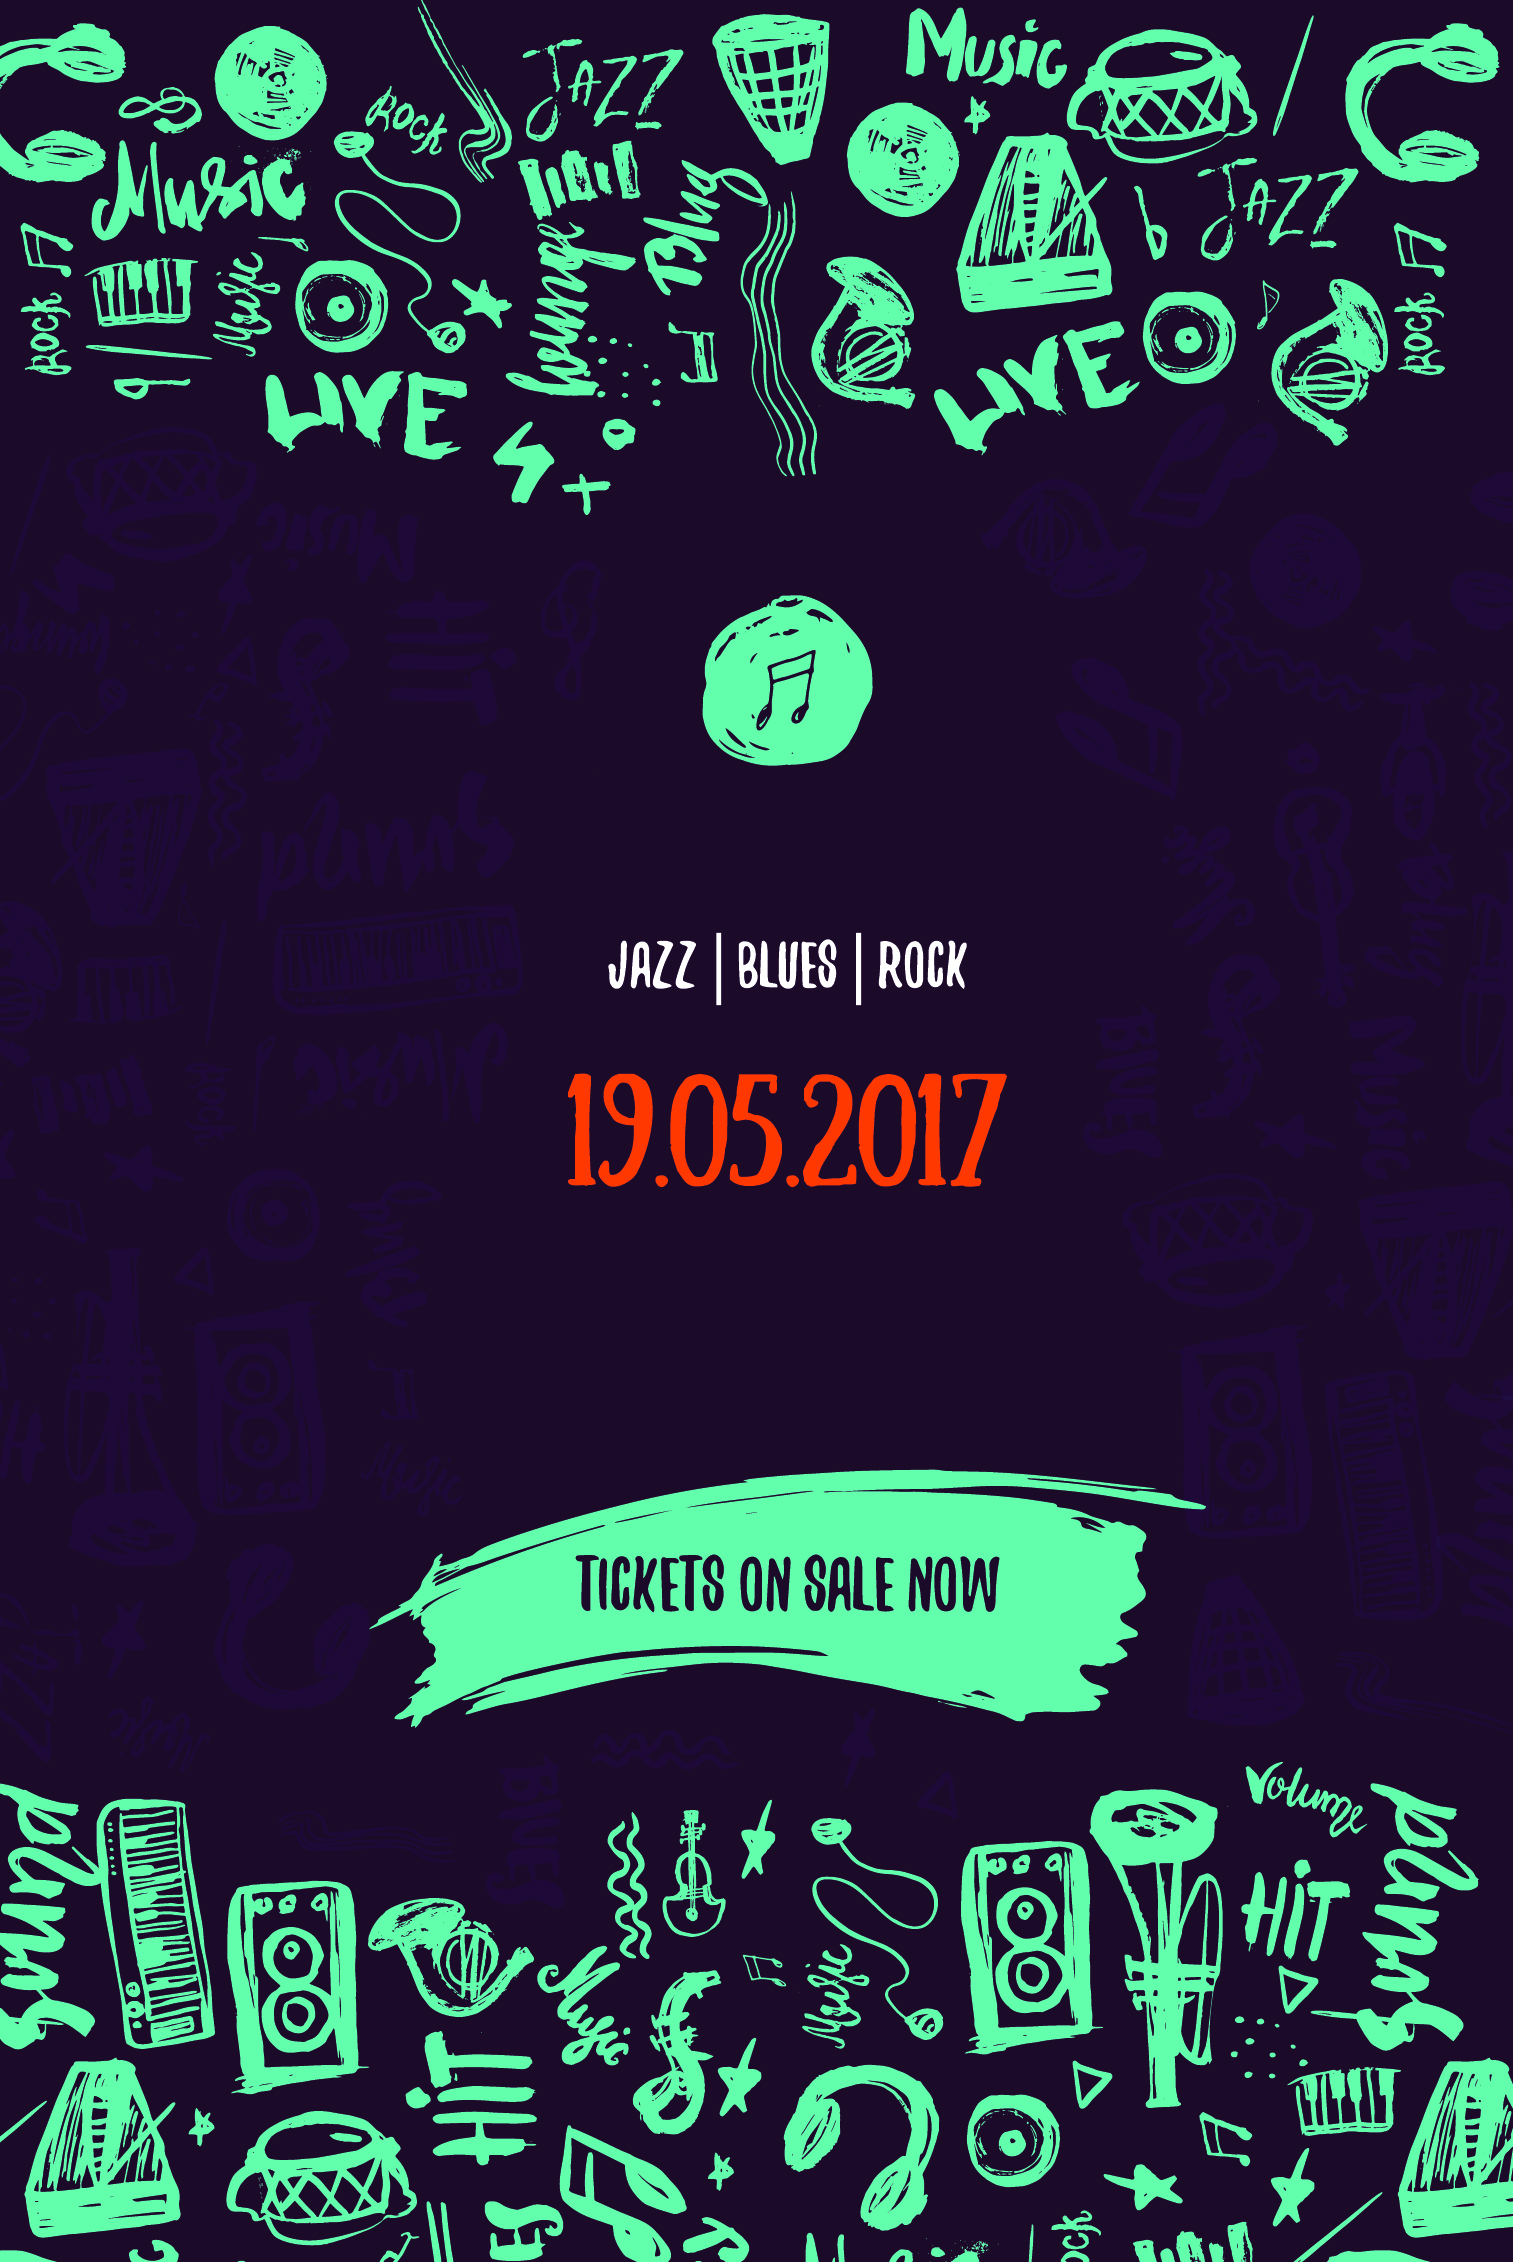 Music
JAZZ
ROCK
Music
Blues
JAZZ
lounge
Music
ROCK
ROCK
LIVE
LIVE
JAZZ | BLUES | ROCK
19.05.2017
TICKETS ON SALE NOW
Volume
sound
sound
HiT
Music
Music
HiT